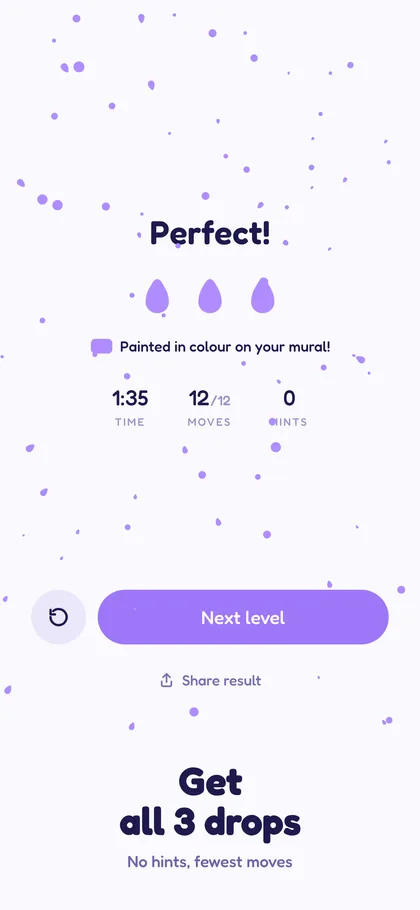 Perfect!
Painted in colour on your mural!
1:35 12/12 0
TIME MOVES HINTS
Next level
Share result
Get
all 3 drops
No hints, fewest moves